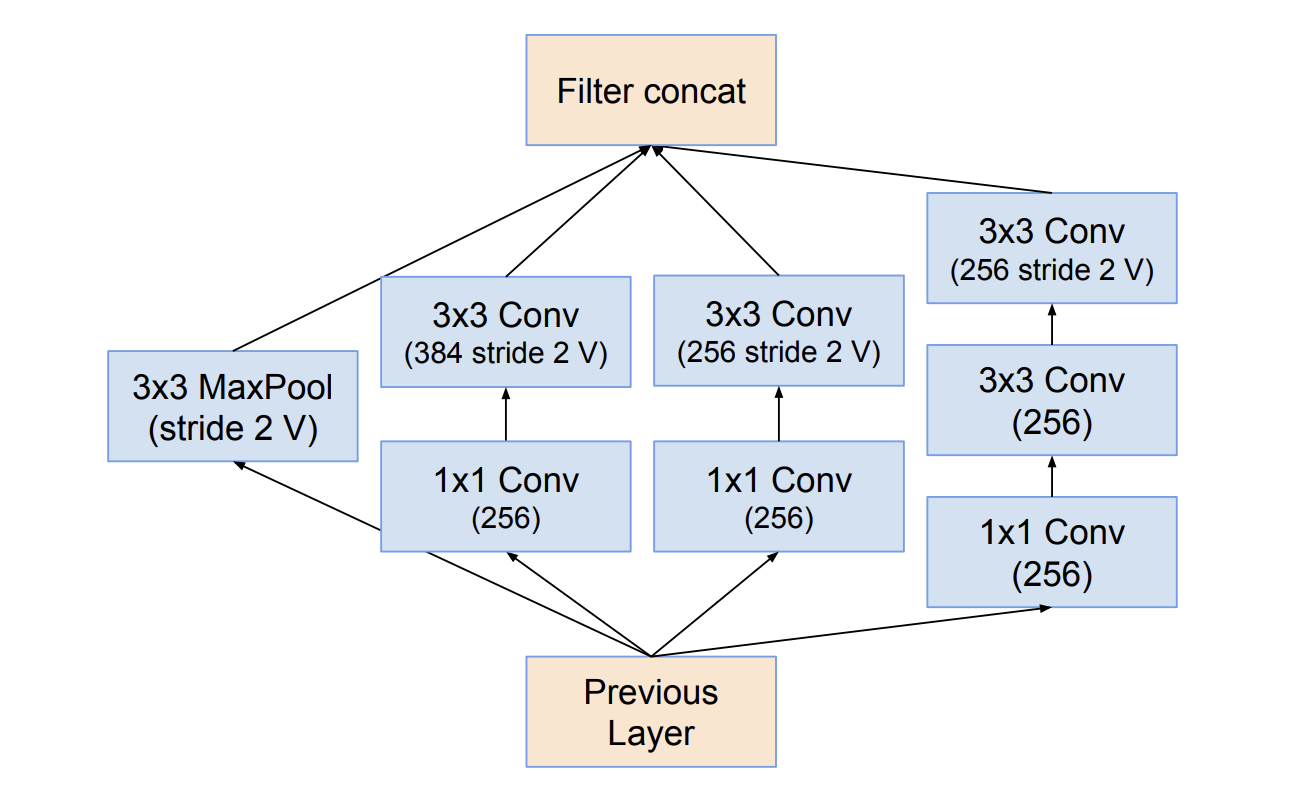 Filter concat
3x3 Conv
(256 stride 2 V)
3x3 Conv
(384 stride 2 V)
3x3 Conv
(256 stride 2 V)
3x3 MaxPool
(stride 2 V)
3x3 Conv
(256)
1x1 Conv
(256)
1x1 Conv
(256)
1x1 Conv
(256)
Previous
Layer